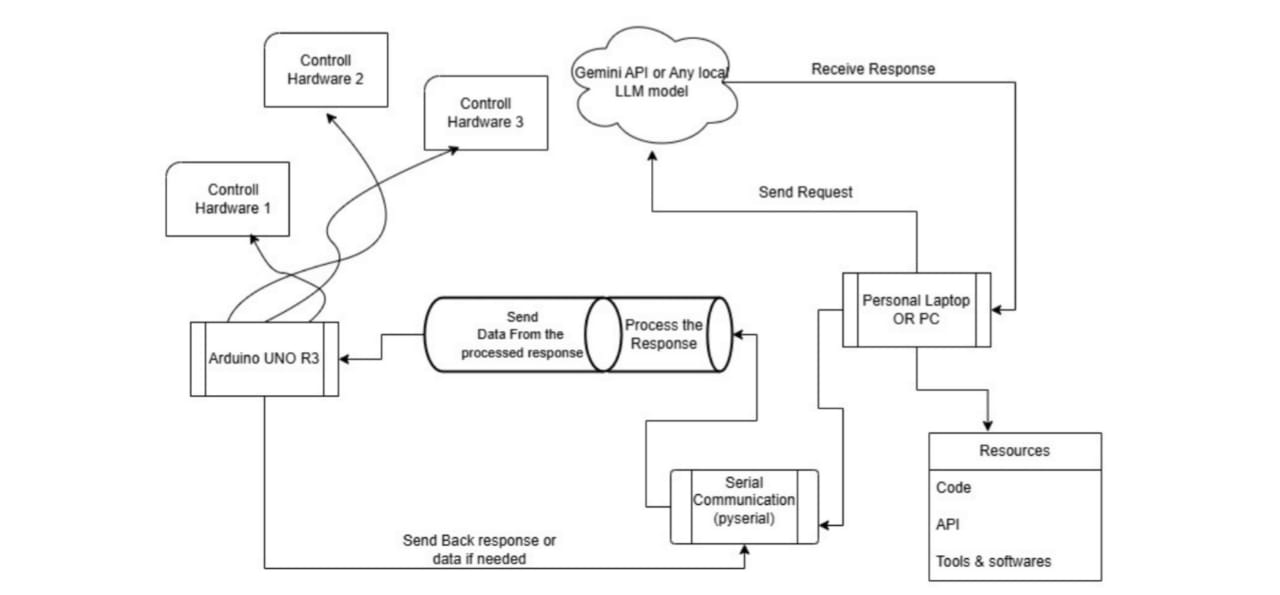 Controll
Hardware 2
Controll
Hardware 3
Controll
Hardware 1
Gemini API or Any local
LLM model
Receive Response
Send Request
Personal Laptop
OR PC
Send
Data From the
processed response
Process the
Response
Arduino UNO R3
Resources
Code
API
Tools & softwares
Serial
Communication
(pyserial)
Send Back response or
data if needed